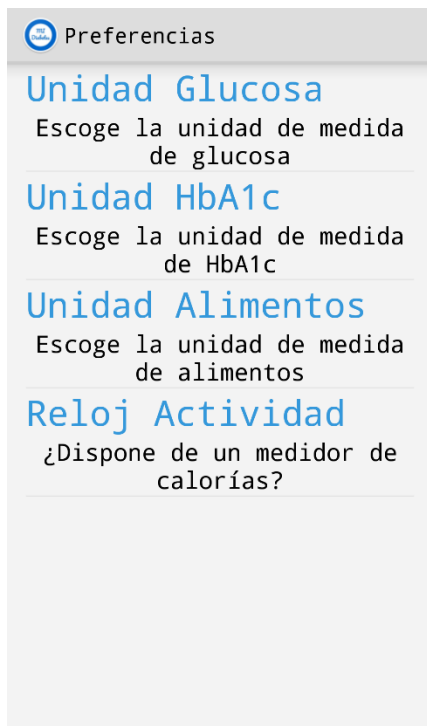 Preferencias
Unidad Glucosa
Escoge la unidad de medida
de glucosa
Unidad HbA1c
Escoge la unidad de medida
de HbA1c
Unidad Alimentos
Escoge la unidad de medida
de alimentos
Reloj Actividad
¿Dispone de un medidor de
calorías?